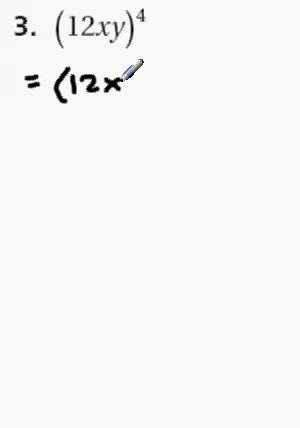 3. (12xy)⁴
= (12x